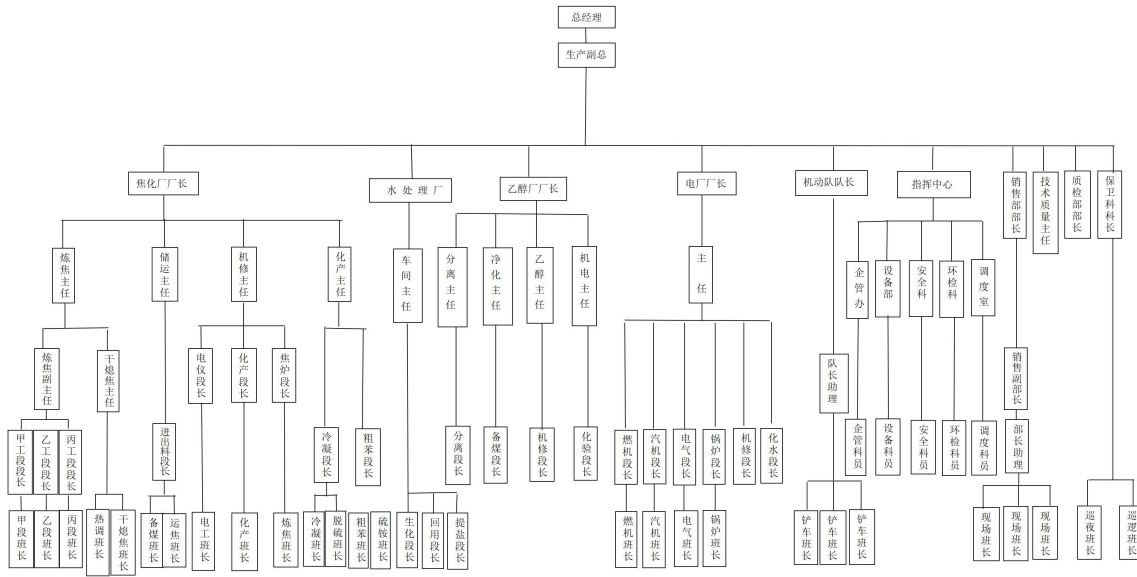 总经理
生产副总
焦化厂厂长
水处理厂
乙醇厂厂长
电厂厂长
机动队队长
指挥中心
销售部部长
技术质量主任
质检部部长
保卫科科长
炼焦主任
储运主任
机修主任
化产主任
车间主任
分离主任
净化主任
乙醇主任
机电主任
主任
企管办
设备部
安全科
环检科
调度室
炼焦副主任
干熄焦主任
电仪段长
化产段长
焦炉段长
队长助理
销售副部长
甲工段段长
乙工段段长
丙工段段长
进出料段长
冷凝段长
粗苯段长
分离段长
备煤段长
机修段长
化验段长
燃机段长
汽机段长
电气段长
锅炉段长
机修段长
化水段长
企管科员
设备科员
安全科员
环检科员
调度科员
部长助理
甲段班长
乙段班长
丙段班长
热调班长
干熄焦班长
备煤班长
运焦班长
电工班长
化产班长
炼焦班长
冷凝班长
脱硫班长
粗苯班长
硫铵班长
生化段长
回用段长
提盐段长
燃机班长
汽机班长
电气班长
锅炉班长
铲车班长
铲车班长
铲车班长
现场班长
现场班长
现场班长
巡夜班长
巡逻班长